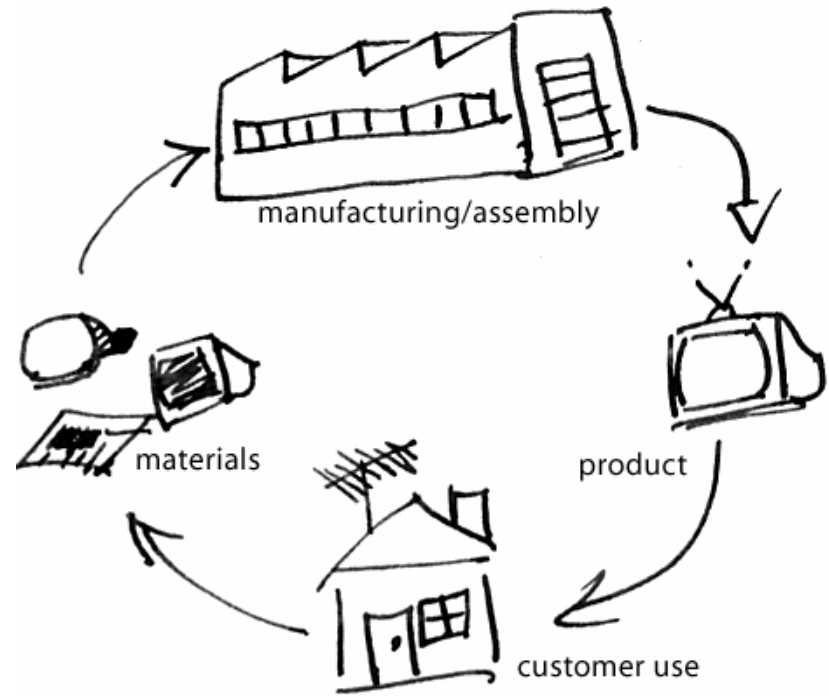 manufacturing/assembly
materials
product
customer use